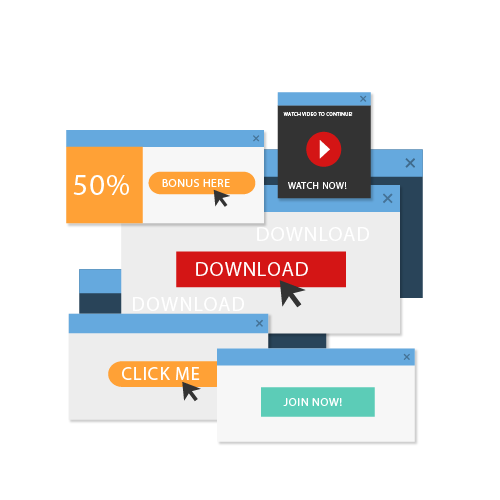 WATCH VIDEO TO CONTINUE!
WATCH NOW!
50%
BONUS HERE
DOWNLOAD
DOWNLOAD
DOWNLOAD
CLICK ME
JOIN NOW!